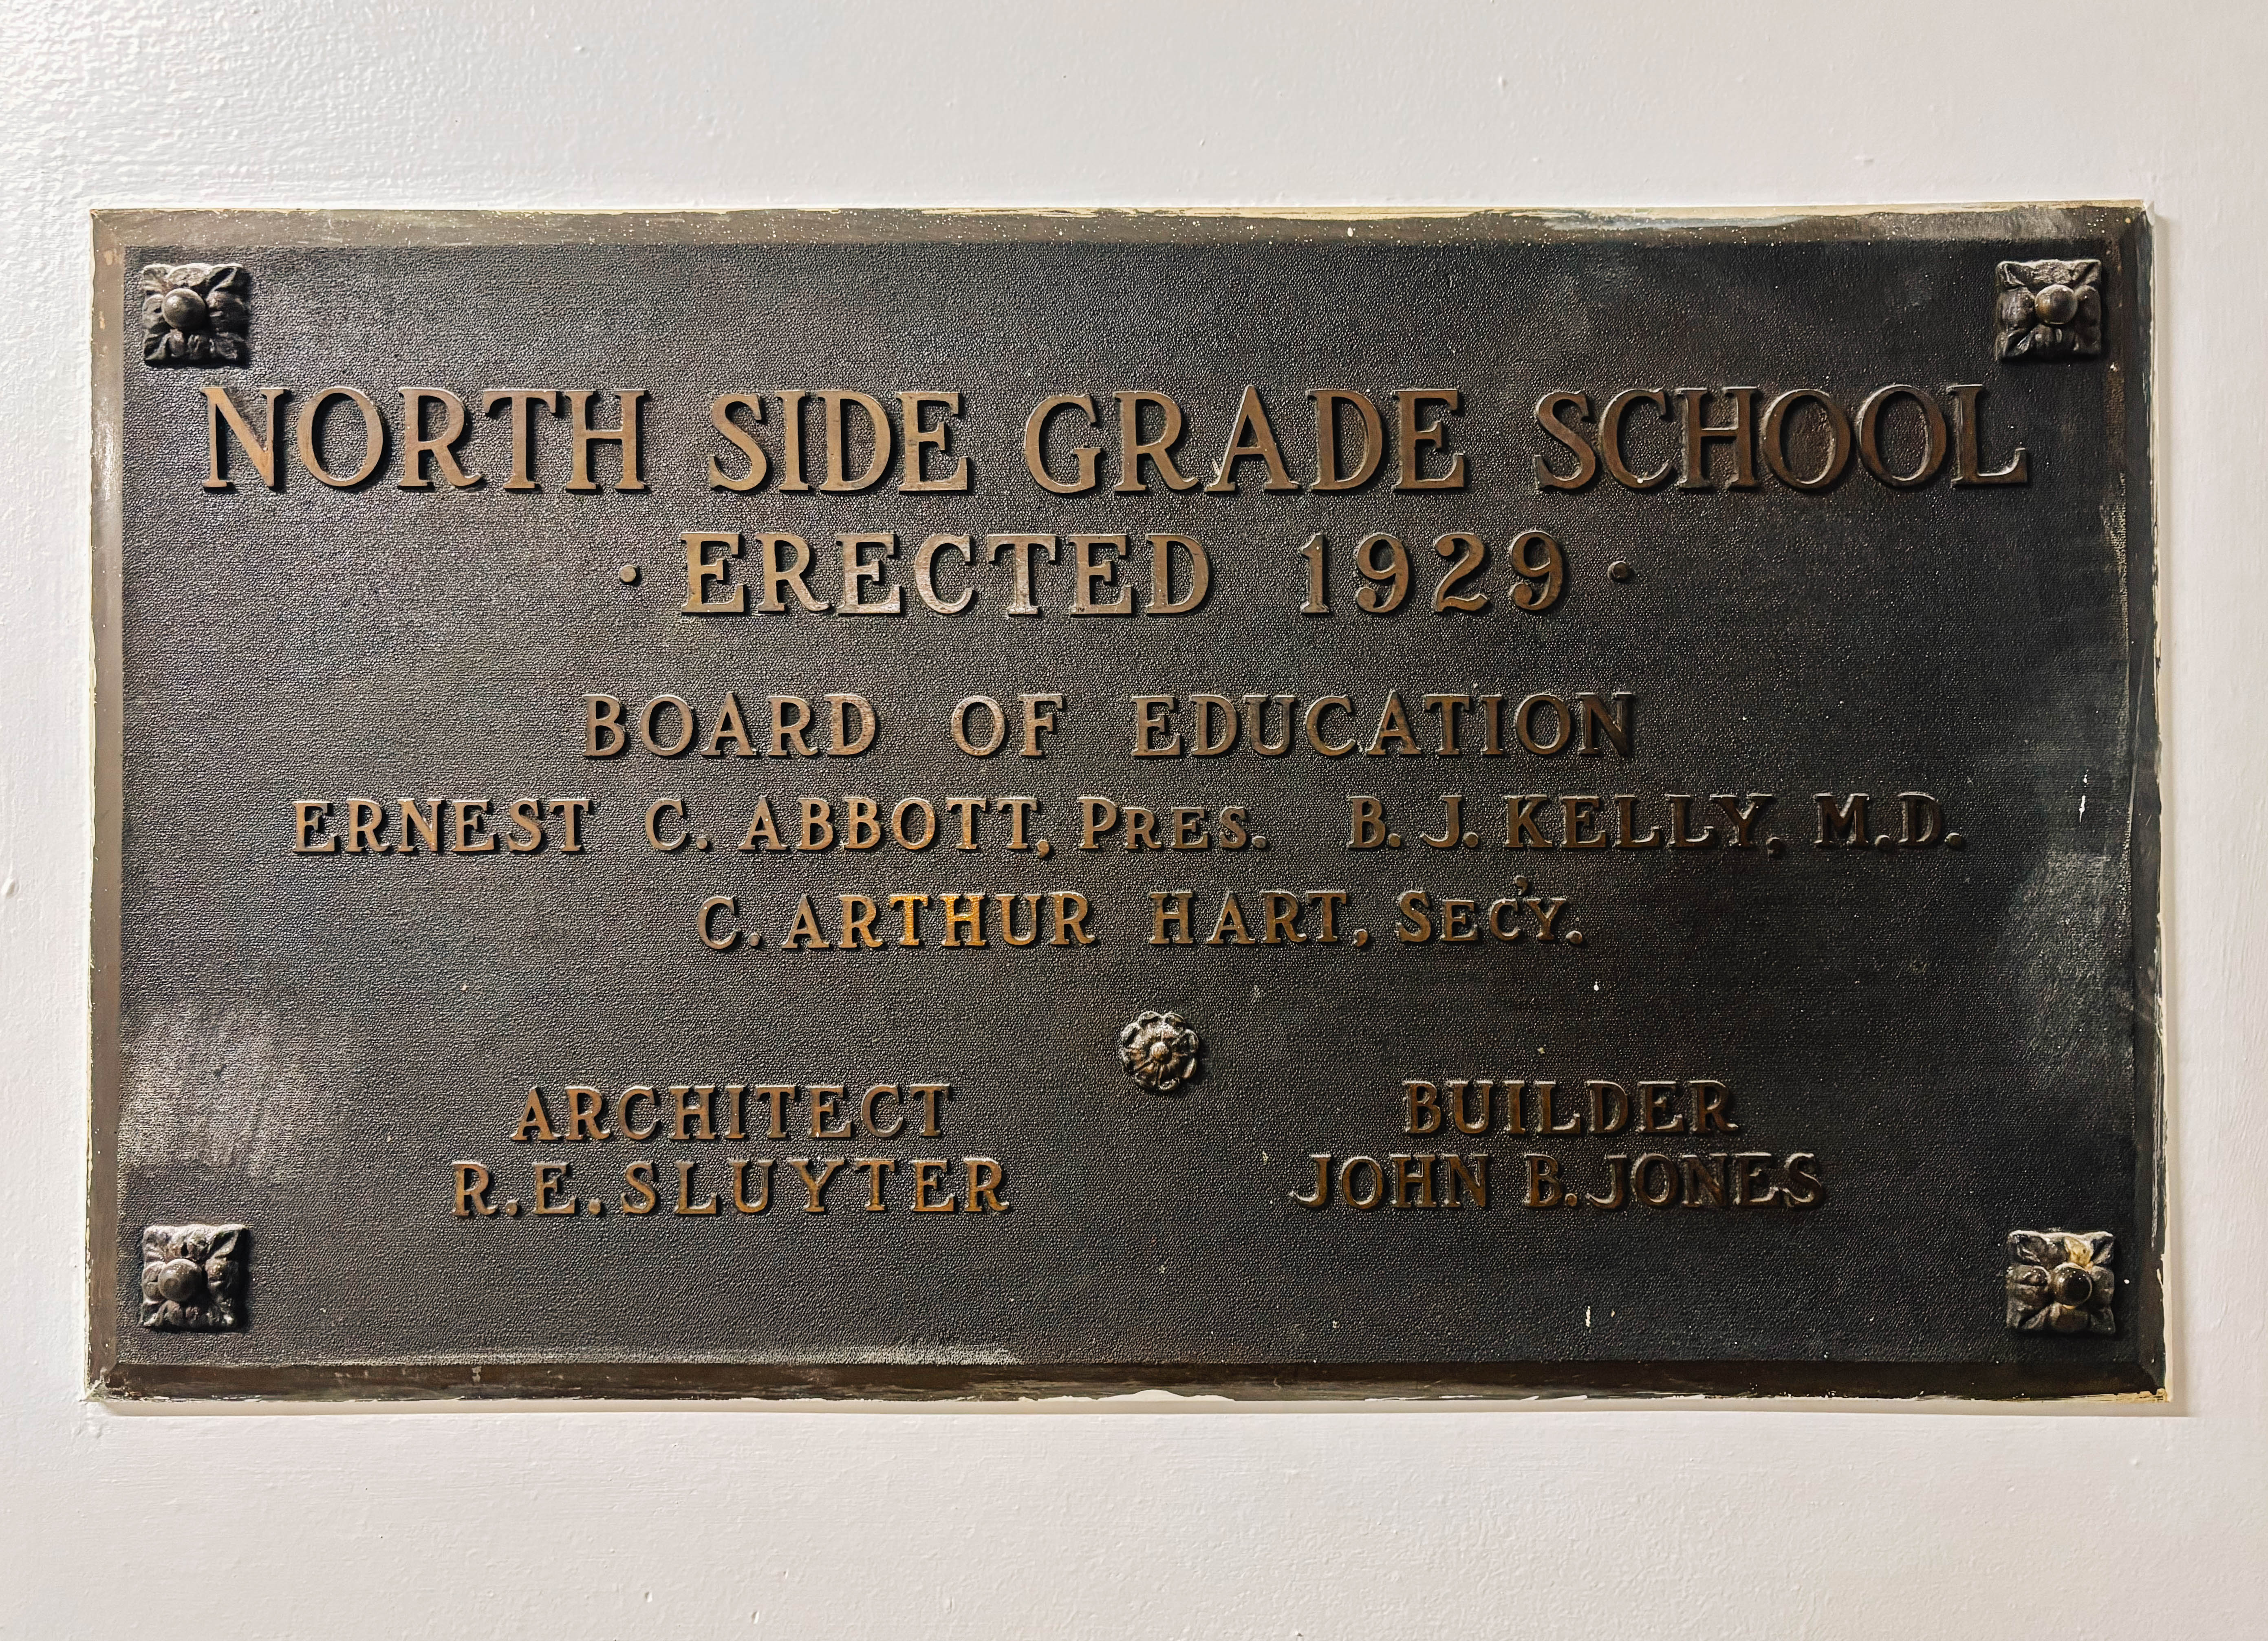 NORTH SIDE GRADE SCHOOL
· ERECTED 1929 ·
BOARD OF EDUCATION
ERNEST C. ABBOTT, PRES. B. J. KELLY, M.D.
C. ARTHUR HART, SEC'Y.
ARCHITECT
R. E. SLUYTER
BUILDER
JOHN B. JONES